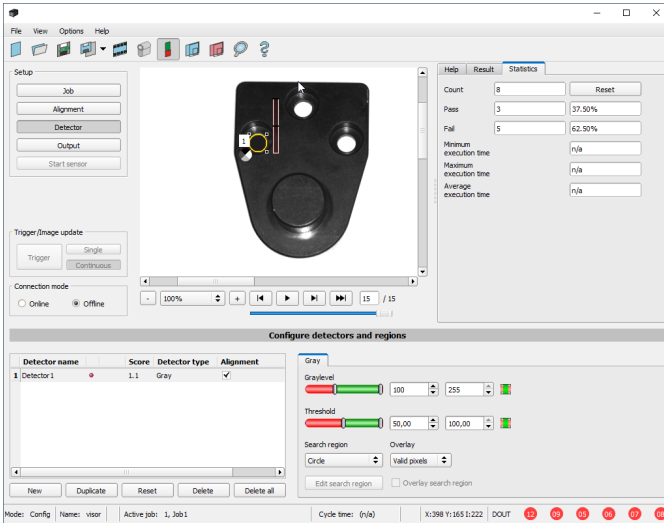 File View Options Help
Setup
Job
Alignment
Detector
Output
Start sensor
Trigger/Image update
Trigger
Single
Continuous
Connection mode
Online Offline
1
- 100% + 15 / 15
Help Result Statistics
Count 8 Reset
Pass 3 37.50%
Fail 5 62.50%
Minimum
execution time n/a
Maximum
execution time n/a
Average
execution time n/a
Configure detectors and regions
Detector name Score Detector type Alignment
1 Detector1 1.1 Gray
New Duplicate Reset Delete Delete all
Gray
Graylevel
100 255
Threshold
50,00 100,00
Search region Overlay
Circle Valid pixels
Edit search region Overlay search region
Mode: Config Name: visor Active job: 1, Job1 Cycle time: (n/a) X:398 Y:165 I:222 DOUT 12 09 05 06 07 08